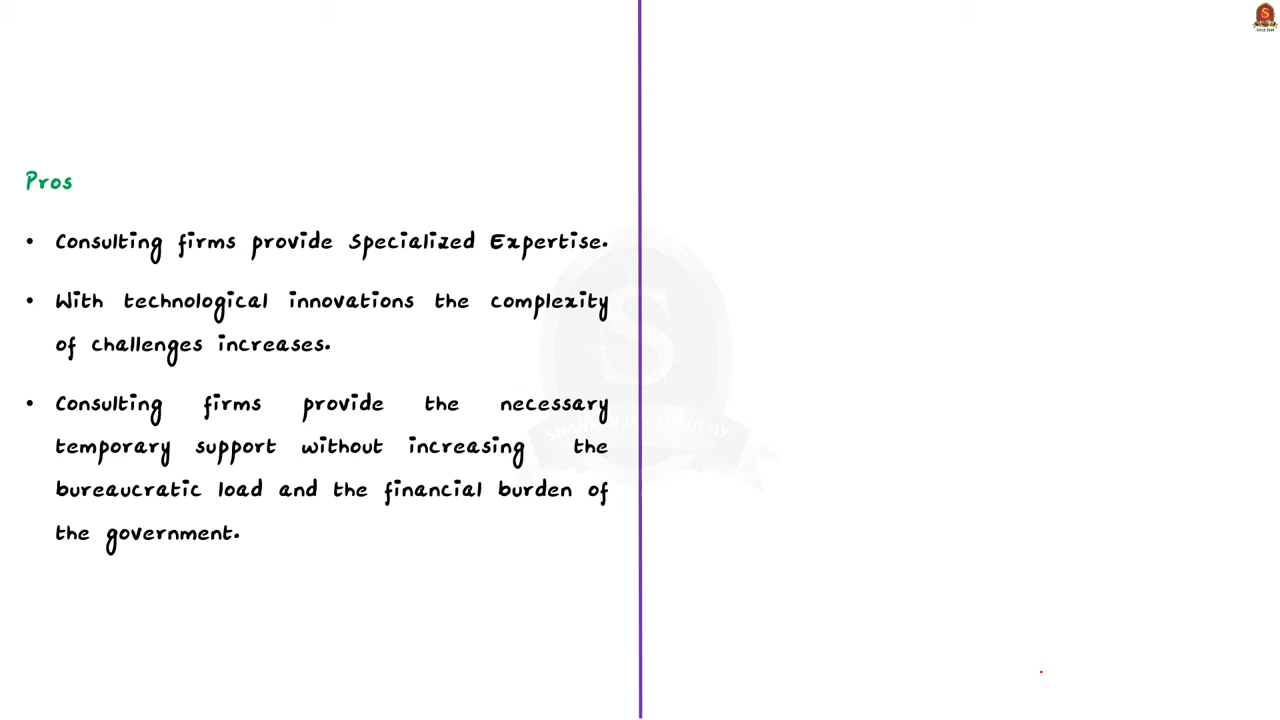 Pros
• Consulting firms provide Specialized Expertise.
• With technological innovations the complexity
of challenges increases.
• Consulting firms provide the necessary
temporary support without increasing the
bureaucratic load and the financial burden of
the government.